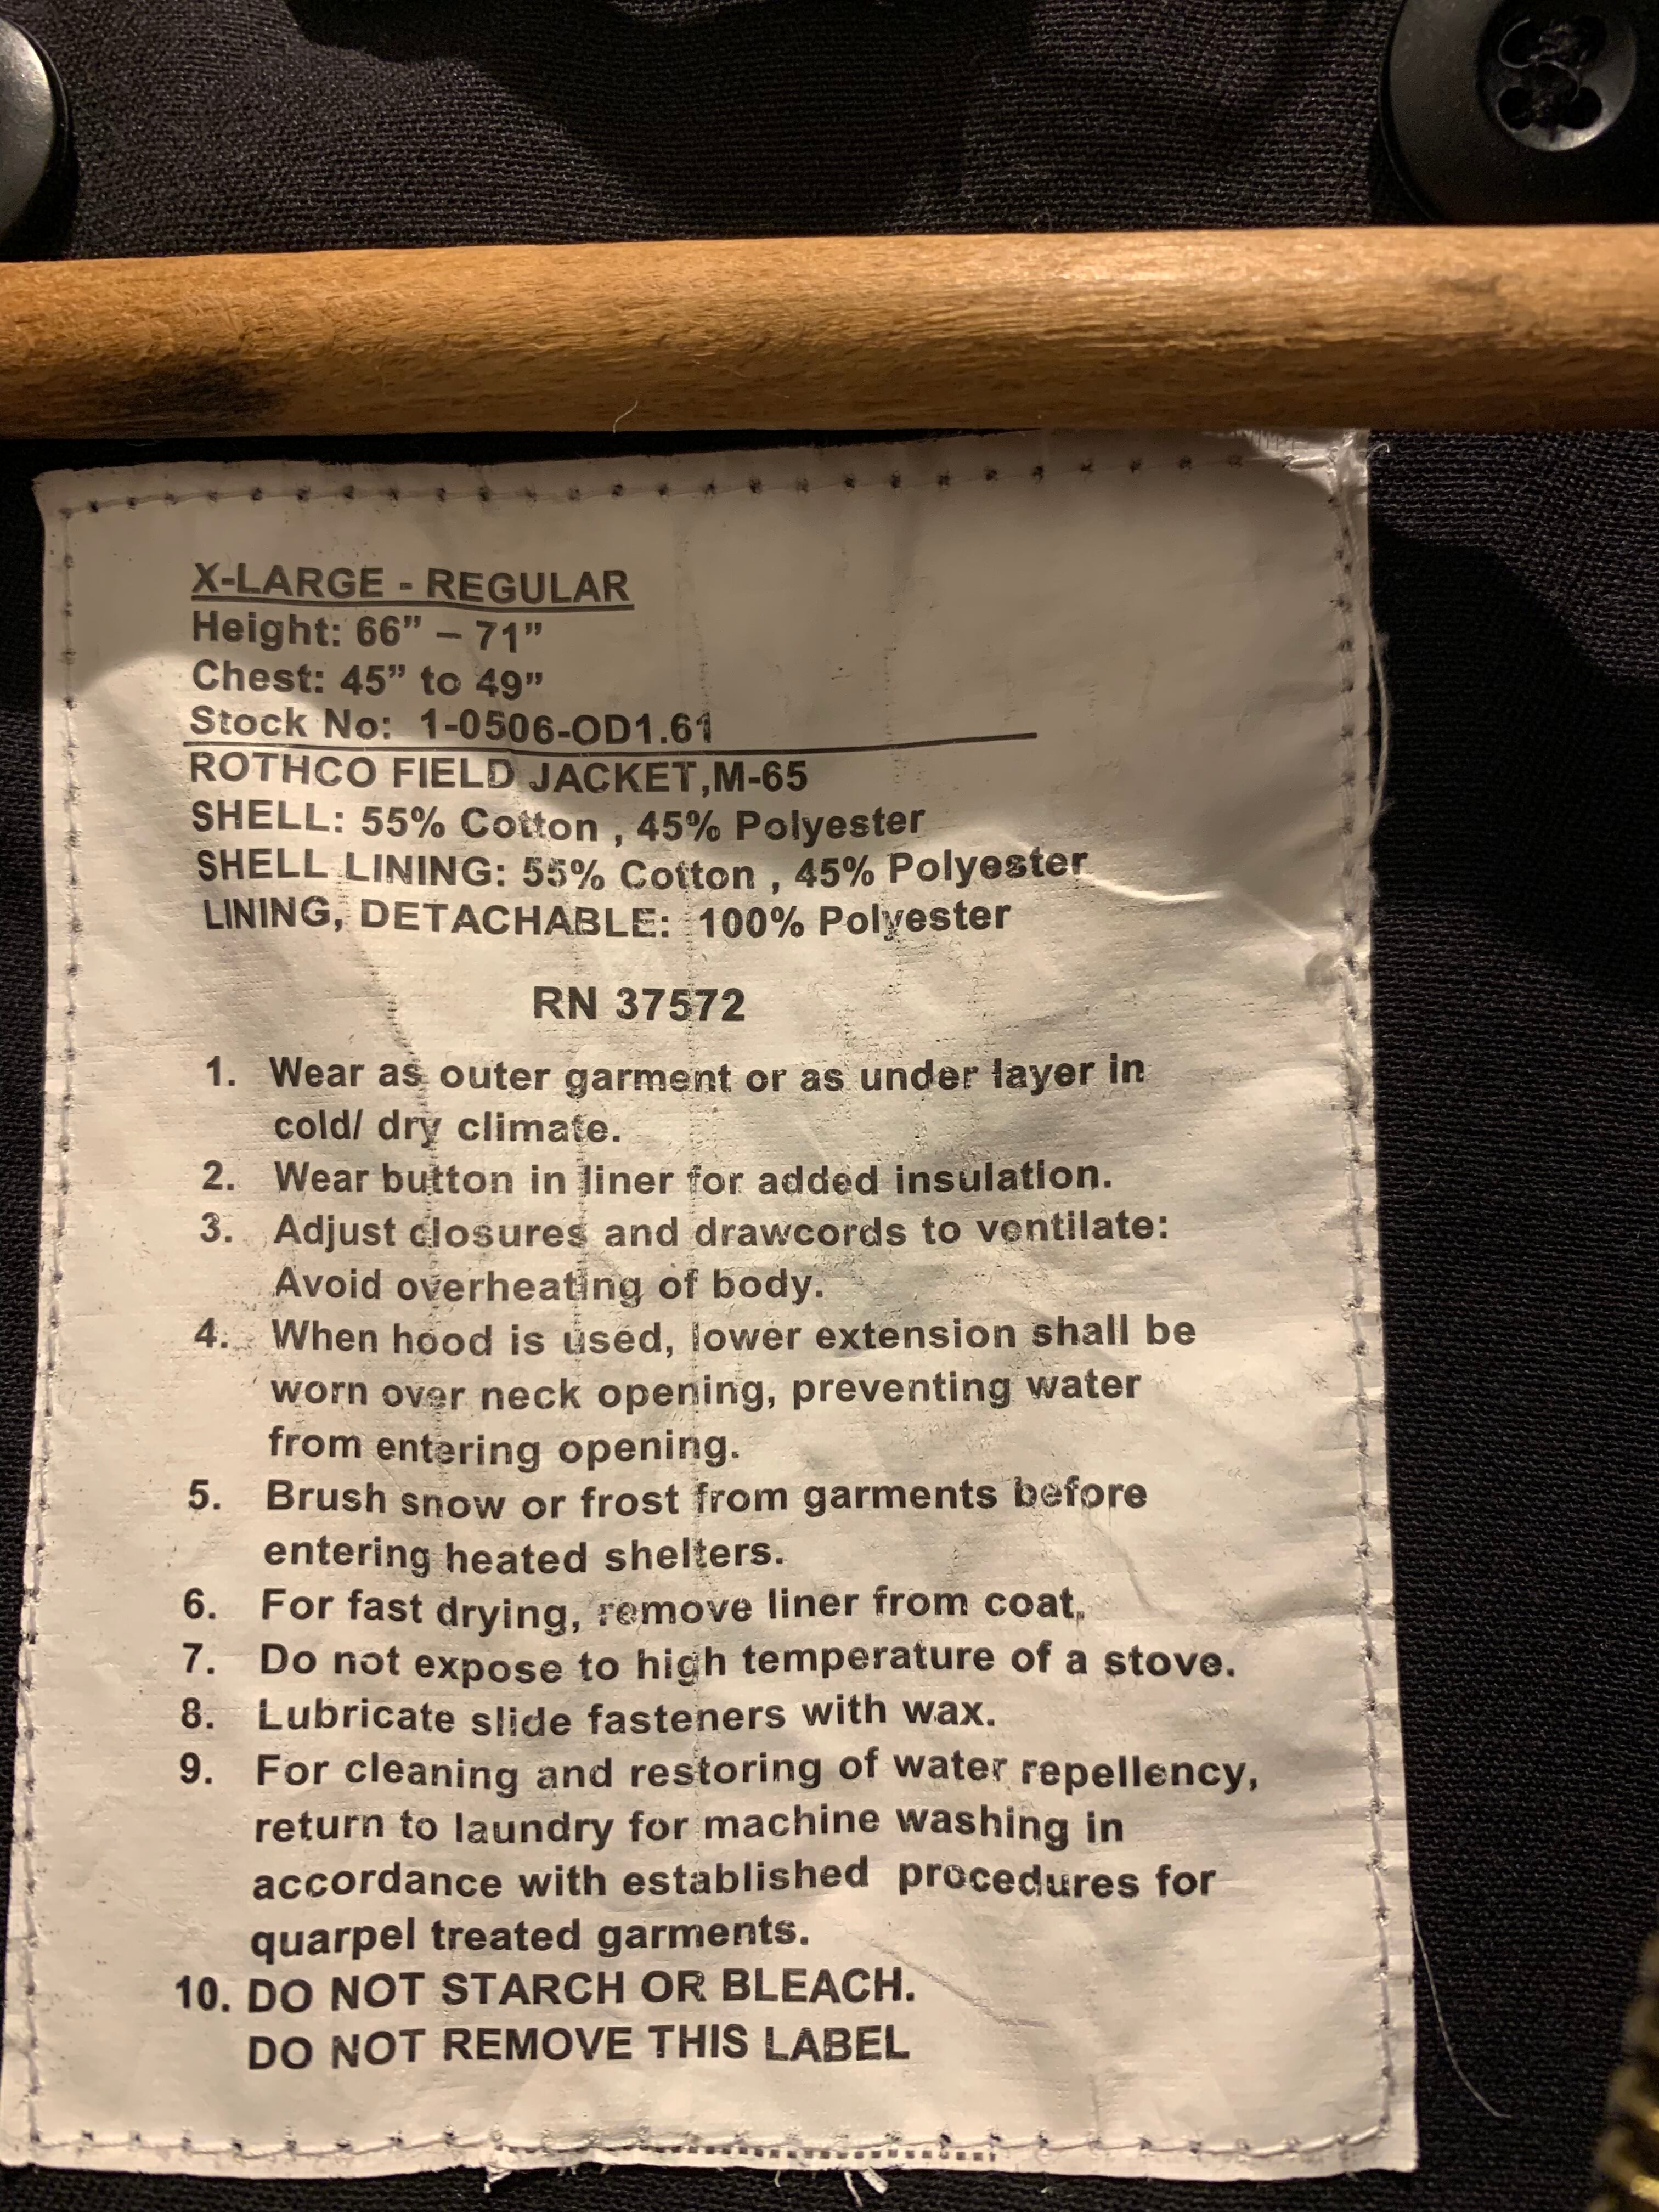 X-LARGE - REGULAR
Height: 66” – 71”
Chest: 45” to 49”
Stock No: 1-0506-OD1.61
ROTHCO FIELD JACKET,M-65
SHELL: 55% Cotton , 45% Polyester
SHELL LINING: 55% Cotton , 45% Polyester
LINING, DETACHABLE: 100% Polyester
RN 37572
1. Wear as outer garment or as under layer in
cold/ dry climate.
2. Wear button in liner for added insulation.
3. Adjust closures and drawcords to ventilate:
Avoid overheating of body.
4. When hood is used, lower extension shall be
worn over neck opening, preventing water
from entering opening.
5. Brush snow or frost from garments before
entering heated shelters.
6. For fast drying, remove liner from coat.
7. Do not expose to high temperature of a stove.
8. Lubricate slide fasteners with wax.
9. For cleaning and restoring of water repellency,
return to laundry for machine washing in
accordance with established procedures for
quarpel treated garments.
10. DO NOT STARCH OR BLEACH.
DO NOT REMOVE THIS LABEL